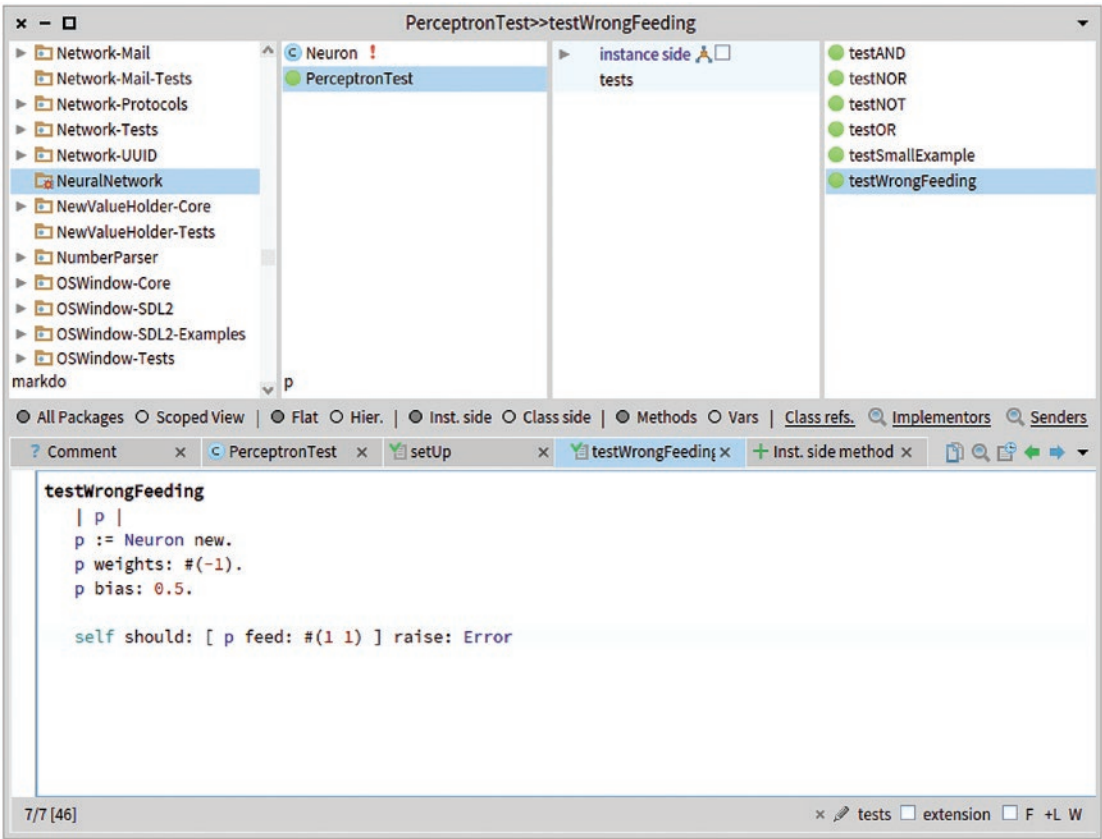 PerceptronTest>>testWrongFeeding
Network-Mail
Network-Mail-Tests
Network-Protocols
Network-Tests
Network-UUID
NeuralNetwork
NewValueHolder-Core
NewValueHolder-Tests
NumberParser
OSWindow-Core
OSWindow-SDL2
OSWindow-SDL2-Examples
OSWindow-Tests
markdo
C Neuron !
PerceptronTest
p
instance side
tests
testAND
testNOR
testNOT
testOR
testSmallExample
testWrongFeeding
All Packages Scoped View | Flat Hier. | Inst. side Class side | Methods Vars | Class refs. Implementors Senders
? Comment × C PerceptronTest × setUp × testWrongFeeding × + Inst. side method ×
testWrongFeeding
| p |
p := Neuron new.
p weights: #(-1).
p bias: 0.5.
self should: [ p feed: #(1 1) ] raise: Error
7/7 [46] × tests extension F +L W